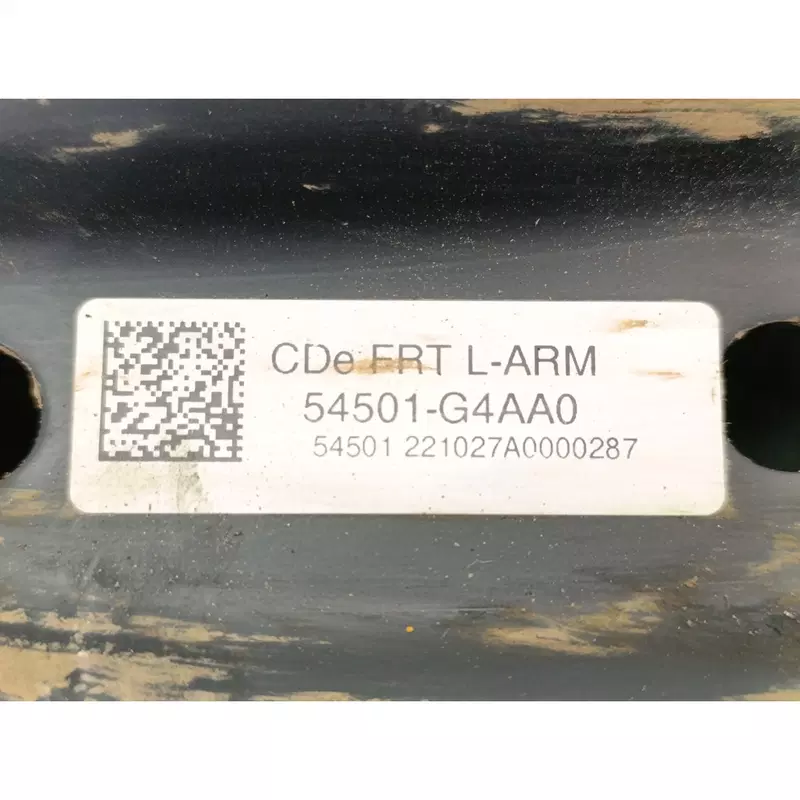 CDe FRT L-ARM
54501-G4AA0
54501 221027A0000287